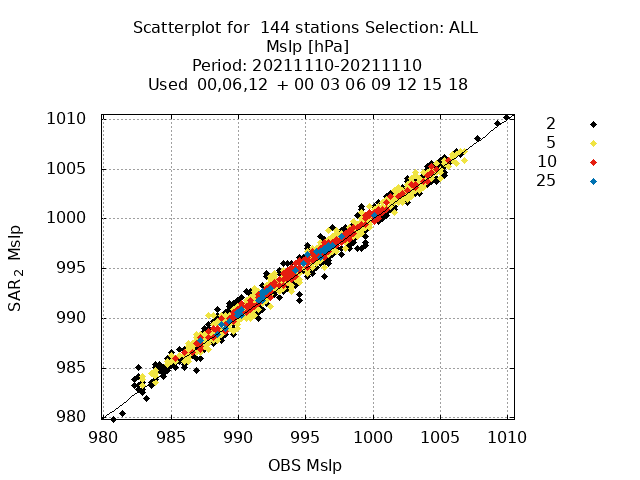 Scatterplot for 144 stations Selection: ALL
Mslp [hPa]
Period: 20211110-20211110
Used 00,06,12 + 00 03 06 09 12 15 18
2
5
10
25
1010
1005
1000
995
990
985
980
SAR2 Mslp
980 985 990 995 1000 1005 1010
OBS Mslp